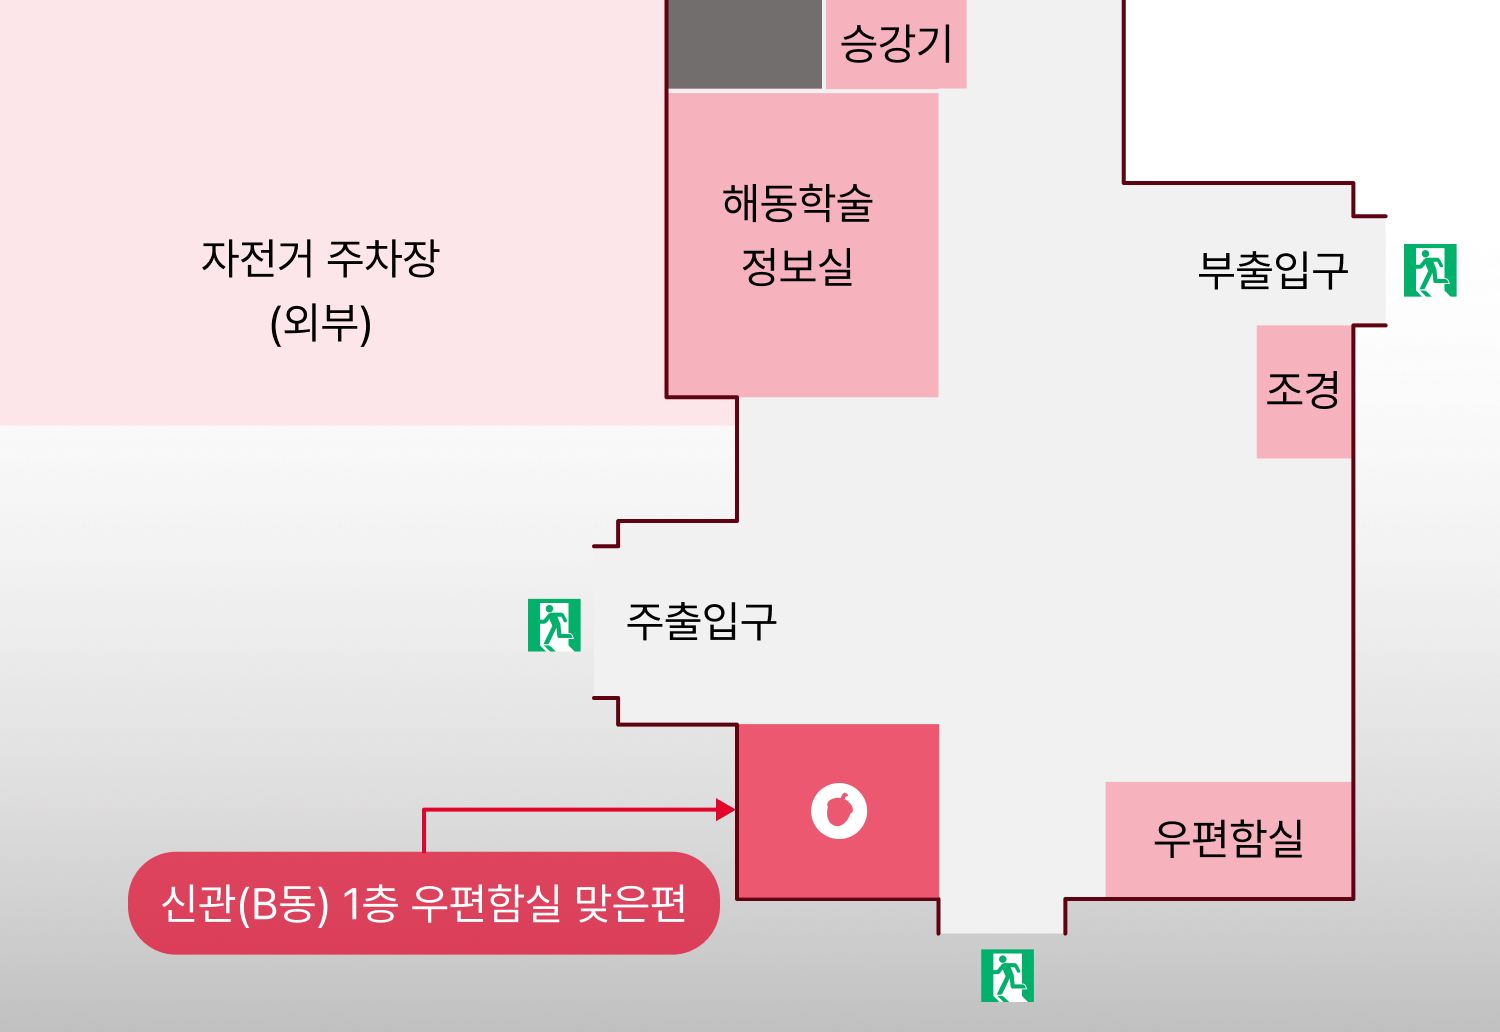 승강기
해동학술
정보실
자전거 주차장
(외부)
부출입구
조경
주출입구
우편함실
신관(B동) 1층 우편함실 맞은편